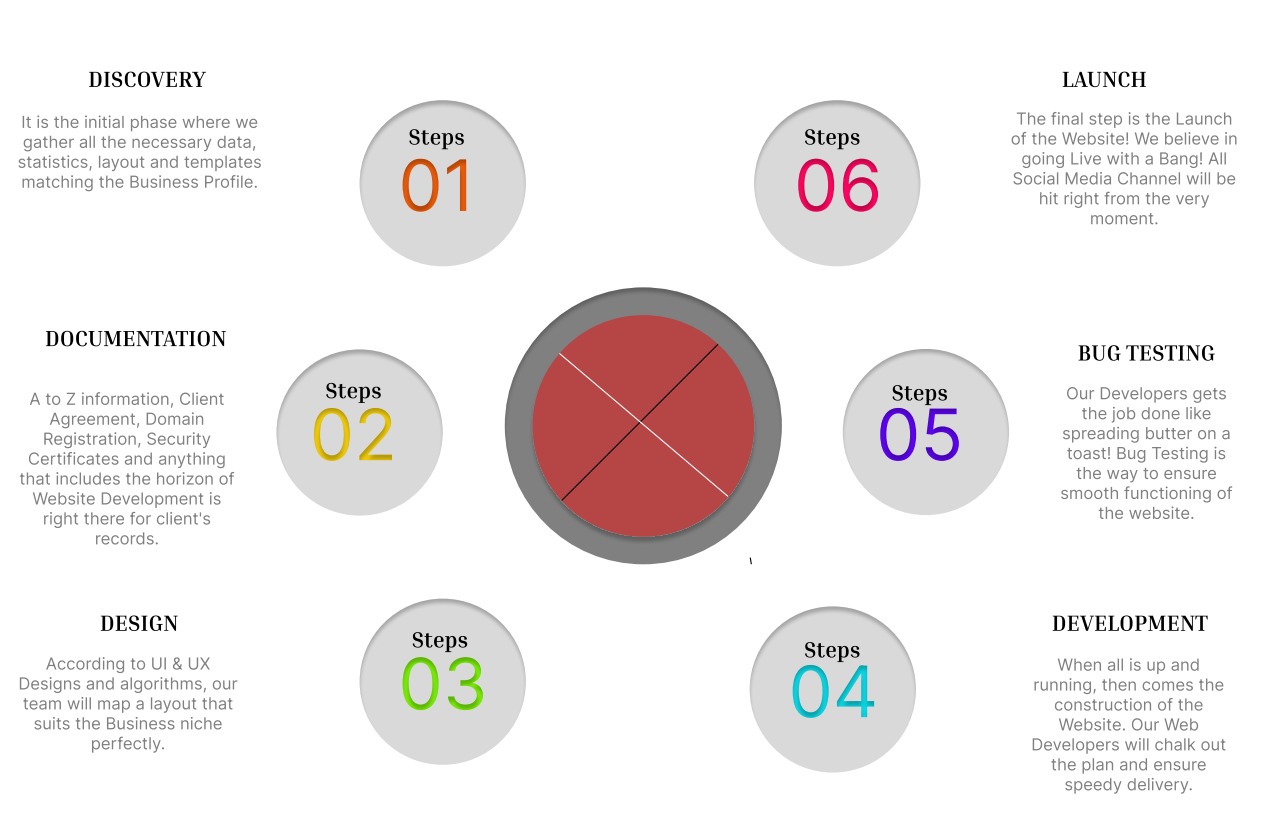 DISCOVERY
It is the initial phase where we
gather all the necessary data,
statistics, layout and templates
matching the Business Profile.
Steps
01
DOCUMENTATION
A to Z information, Client
Agreement, Domain
Registration, Security
Certificates and anything
that includes the horizon of
Website Development is
right there for client's
records.
Steps
02
DESIGN
According to UI & UX
Designs and algorithms, our
team will map a layout that
suits the Business niche
perfectly.
Steps
03
DEVELOPMENT
When all is up and
running, then comes the
construction of the
Website. Our Web
Developers will chalk out
the plan and ensure
speedy delivery.
Steps
04
BUG TESTING
Our Developers gets
the job done like
spreading butter on a
toast! Bug Testing is
the way to ensure
smooth functioning of
the website.
Steps
05
LAUNCH
The final step is the Launch
of the Website! We believe in
going Live with a Bang! All
Social Media Channel will be
hit right from the very
moment.
Steps
06